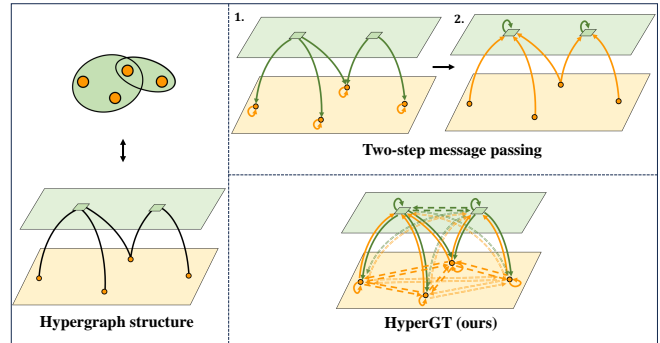 1.
2.
Two-step message passing
Hypergraph structure
HyperGT (ours)